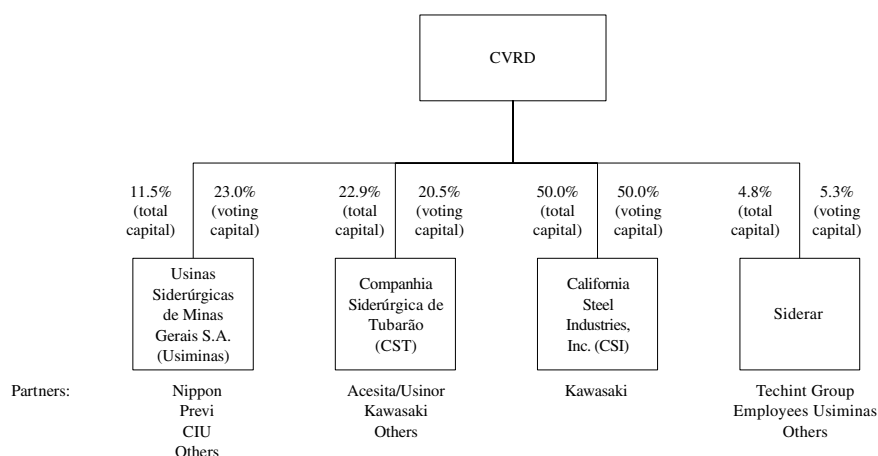 CVRD
11.5%
(total
capital)
23.0%
(voting
capital)
22.9%
(total
capital)
20.5%
(voting
capital)
50.0%
(total
capital)
50.0%
(voting
capital)
4.8%
(total
capital)
5.3%
(voting
capital)
Usinas
Siderúrgicas
de Minas
Gerais S.A.
(Usiminas)
Companhia
Siderúrgica de
Tubarão
(CST)
California
Steel
Industries,
Inc. (CSI)
Siderar
Partners:
Nippon
Previ
CIU
Others
Acesita/Usinor
Kawasaki
Others
Kawasaki
Techint Group
Employees Usiminas
Others